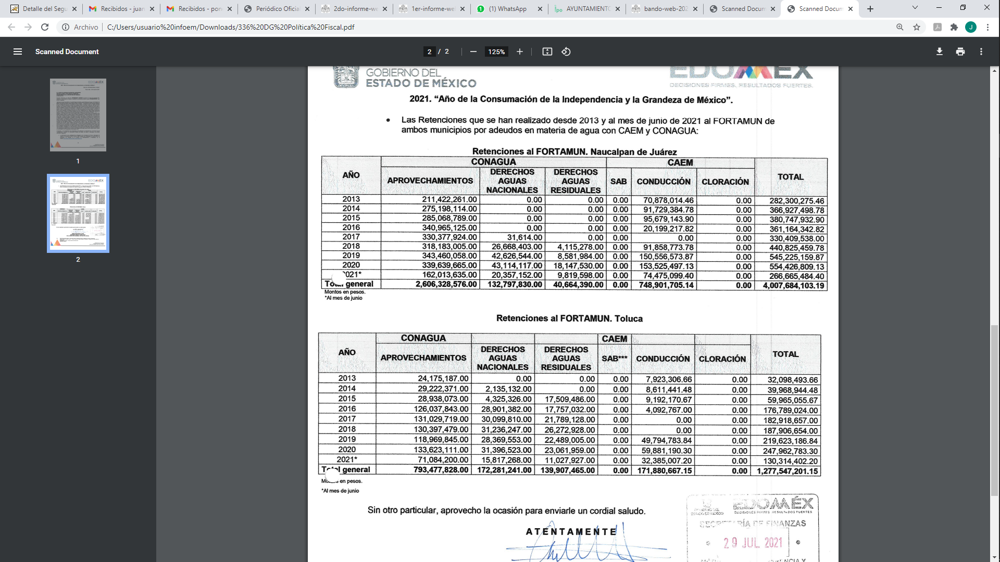 Detalle del Segu
Recibidos - juan
Recibidos - pon
Periódico Oficia
2do-informe-we
1er-informe-we
(1) WhatsApp
AYUNTAMIENTO
bando-web-202
Scanned Docum
Scanned Docum
Archivo C:/Users/usuario%20infoem/Downloads/336%20DG%20Política%20Fiscal.pdf
J
Scanned Document
2 / 2
125%
1
2
GOBIERNO DEL
ESTADO DE MÉXICO
EDOMEX
DECISIONES FIRMES, RESULTADOS FUERTES.
2021. “Año de la Consumación de la Independencia y la Grandeza de México”.
• Las Retenciones que se han realizado desde 2013 y al mes de junio de 2021 al FORTAMUN de
ambos municipios por adeudos en materia de agua con CAEM y CONAGUA:
Retenciones al FORTAMUN. Naucalpan de Juárez
AÑO CONAGUA CAEM TOTAL
APROVECHAMIENTOS DERECHOS AGUAS NACIONALES DERECHOS AGUAS RESIDUALES SAB CONDUCCIÓN CLORACIÓN
2013 211,422,261.00 0.00 0.00 0.00 70,878,014.46 0.00 282,300,275.46
2014 275,198,114.00 0.00 0.00 0.00 91,729,384.78 0.00 366,927,498.78
2015 285,068,789.00 0.00 0.00 0.00 95,679,143.90 0.00 380,747,932.90
2016 340,965,125.00 0.00 0.00 0.00 20,199,217.82 0.00 361,164,342.82
2017 330,377,924.00 31,614.00 0.00 0.00 0.00 0.00 330,409,538.00
2018 318,183,005.00 26,668,403.00 4,115,278.00 0.00 91,858,773.78 0.00 440,825,459.78
2019 343,460,058.00 42,626,544.00 8,581,984.00 0.00 150,556,573.87 0.00 545,225,159.87
2020 339,639,665.00 43,114,117.00 18,147,530.00 0.00 153,525,497.13 0.00 554,426,809.13
2021* 162,013,635.00 20,357,152.00 9,819,598.00 0.00 74,475,099.40 0.00 266,665,484.40
Total general 2,606,328,576.00 132,797,830.00 40,664,390.00 0.00 748,901,705.14 0.00 4,007,684,103.19
Montos en pesos.
*Al mes de junio
Retenciones al FORTAMUN. Toluca
AÑO CONAGUA CAEM TOTAL
APROVECHAMIENTOS DERECHOS AGUAS NACIONALES DERECHOS AGUAS RESIDUALES SAB*** CONDUCCIÓN CLORACIÓN
2013 24,175,187.00 0.00 0.00 0.00 7,923,306.66 0.00 32,098,493.66
2014 29,222,371.00 2,135,132.00 0.00 0.00 8,611,441.48 0.00 39,968,944.48
2015 28,938,073.00 4,325,326.00 17,509,486.00 0.00 9,192,170.67 0.00 59,965,055.67
2016 126,037,843.00 28,901,382.00 17,757,032.00 0.00 4,092,767.00 0.00 176,789,024.00
2017 131,029,719.00 30,099,810.00 21,789,128.00 0.00 0.00 0.00 182,918,657.00
2018 130,397,479.00 31,236,247.00 26,272,928.00 0.00 0.00 0.00 187,906,654.00
2019 118,969,845.00 28,369,553.00 22,489,005.00 0.00 49,794,783.84 0.00 219,623,186.84
2020 133,623,111.00 31,396,523.00 23,061,959.00 0.00 59,881,190.30 0.00 247,962,783.30
2021* 71,084,200.00 15,817,268.00 11,027,927.00 0.00 32,385,007.20 0.00 130,314,402.20
Total general 793,477,828.00 172,281,241.00 139,907,465.00 0.00 171,880,667.15 0.00 1,277,547,201.15
Montos en pesos.
*Al mes de junio
Sin otro particular, aprovecho la ocasión para enviarle un cordial saludo.
ATENTAMENTE
GOBIERNO DEL
ESTADO DE MÉXICO
EDOMÉX
DECISIONES FIRMES, RESULTADOS FUERTES
SECRETARÍA DE FINANZAS
29 JUL 2021